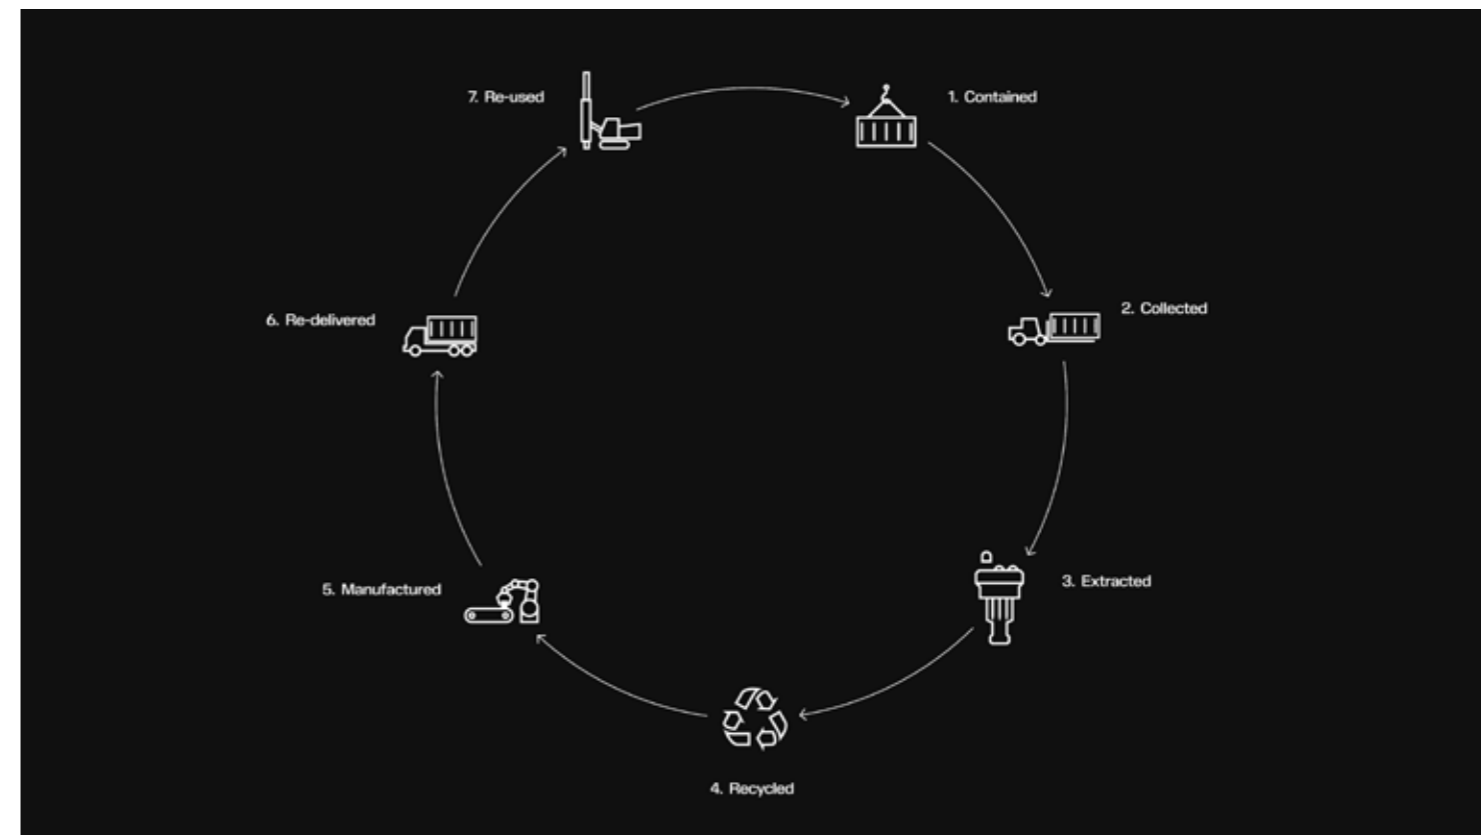 7. Re-used
1. Contained
2. Collected
6. Re-delivered
3. Extracted
5. Manufactured
4. Recycled